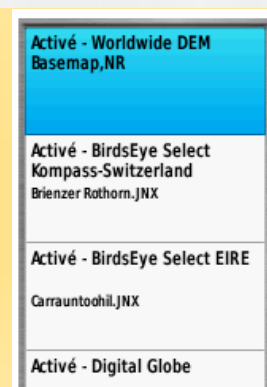 Activé - Worldwide DEM
Basemap,NR
Activé - BirdsEye Select
Kompass-Switzerland
Brienzer Rothorn.JNX
Activé - BirdsEye Select EIRE
Carrauntoohil.JNX
Activé - Digital Globe